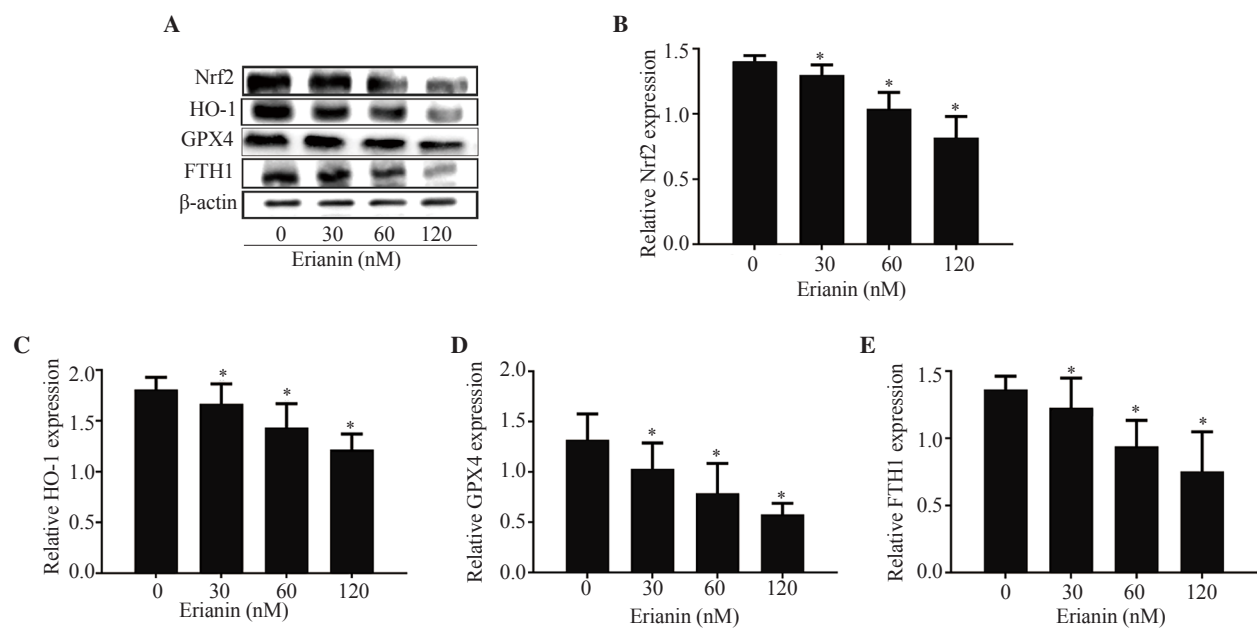 A
Nrf2
HO-1
GPX4
FTH1
β-actin
0 30 60 120
Erianin (nM)
B
Relative Nrf2 expression
1.5
1.0
0.5
0.0
* * *
0 30 60 120
Erianin (nM)
C
Relative HO-1 expression
2.0
1.5
1.0
0.5
0.0
* * *
0 30 60 120
Erianin (nM)
D
Relative GPX4 expression
2.0
1.5
1.0
0.5
0.0
* * *
0 30 60 120
Erianin (nM)
E
Relative FTH1 expression
1.5
1.0
0.5
0.0
* * *
0 30 60 120
Erianin (nM)